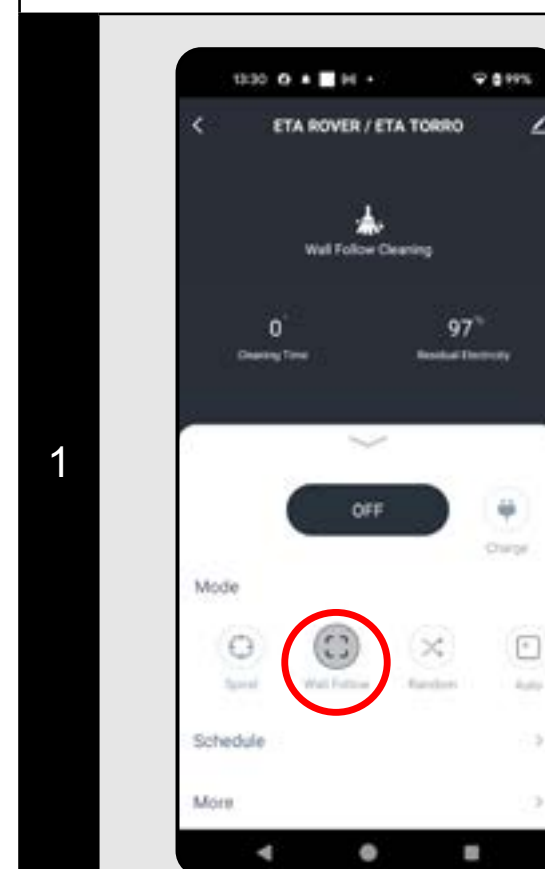 13:30 99%
ETA ROVER / ETA TORRO
Wall Follow Cleaning
0 97%
Cleaning Time Residual Electricity
1
OFF
Charge
Mode
Spiral Wall Follow Random Auto
Schedule
More